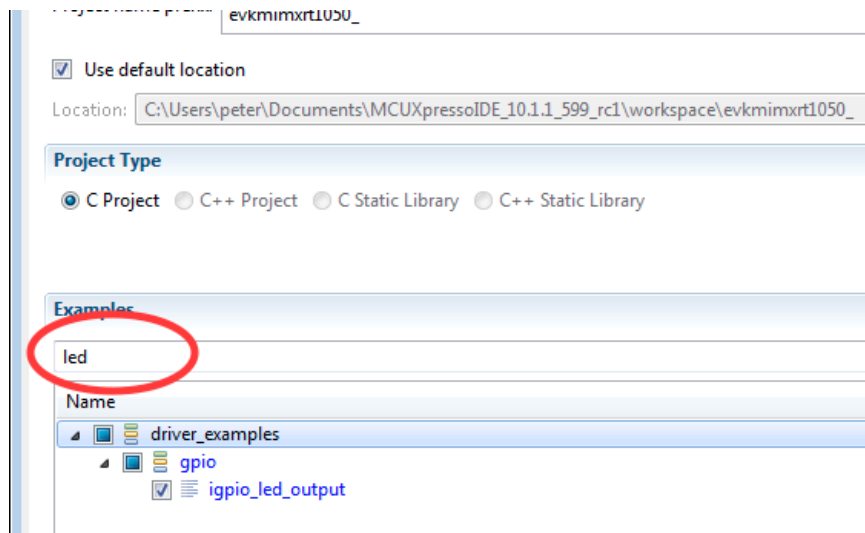 evkmimxrt1050_
Use default location
Location: C:\Users\peter\Documents\MCUXpressoIDE_10.1.1_599_rc1\workspace\evkmimxrt1050_
Project Type
C Project C++ Project C Static Library C++ Static Library
Examples
led
Name
driver_examples
gpio
igpio_led_output